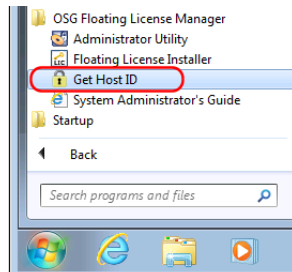 OSG Floating License Manager
Administrator Utility
Floating License Installer
Get Host ID
System Administrator's Guide
Startup
Back
Search programs and files